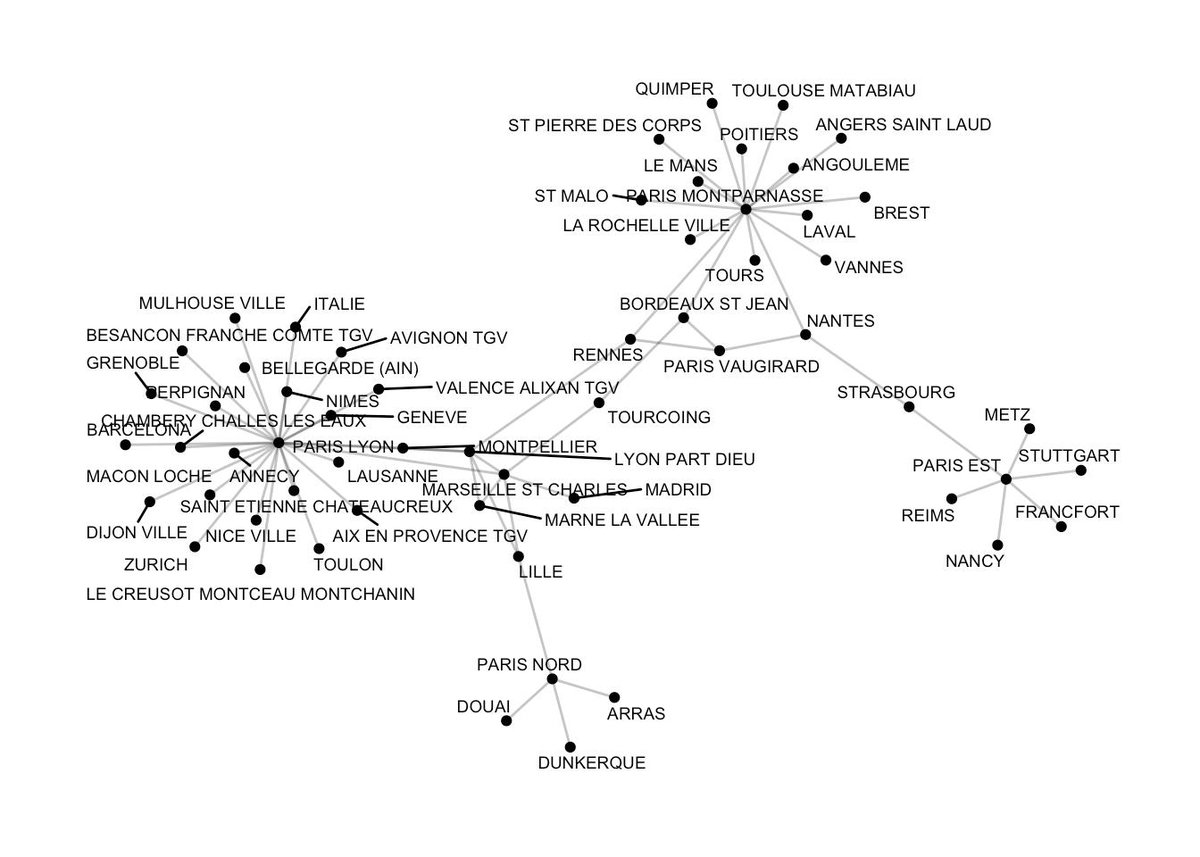 QUIMPER
TOULOUSE MATABIAU
ST PIERRE DES CORPS
POITIERS
ANGERS SAINT LAUD
LE MANS
ANGOULEME
ST MALO
PARIS MONTPARNASSE
BREST
LA ROCHELLE VILLE
LAVAL
TOURS
VANNES
MULHOUSE VILLE
ITALIE
BORDEAUX ST JEAN
NANTES
BESANCON FRANCHE COMTE TGV
AVIGNON TGV
RENNES
GRENOBLE
BELLEGARDE (AIN)
PARIS VAUGIRARD
PERPIGNAN
NIMES
VALENCE ALIXAN TGV
STRASBOURG
CHAMBERY CHALLES LES EAUX
GENEVE
TOURCOING
METZ
BARCELONA
PARIS LYON
MONTPELLIER
LYON PART DIEU
STUTTGART
PARIS EST
MACON LOCHE
ANNECY
LAUSANNE
MARSEILLE ST CHARLES
MADRID
SAINT ETIENNE CHATEAUCREUX
MARNE LA VALLEE
REIMS
FRANCFORT
DIJON VILLE
NICE VILLE
AIX EN PROVENCE TGV
ZURICH
TOULON
LILLE
NANCY
LE CREUSOT MONTCEAU MONTCHANIN
PARIS NORD
DOUAI
ARRAS
DUNKERQUE